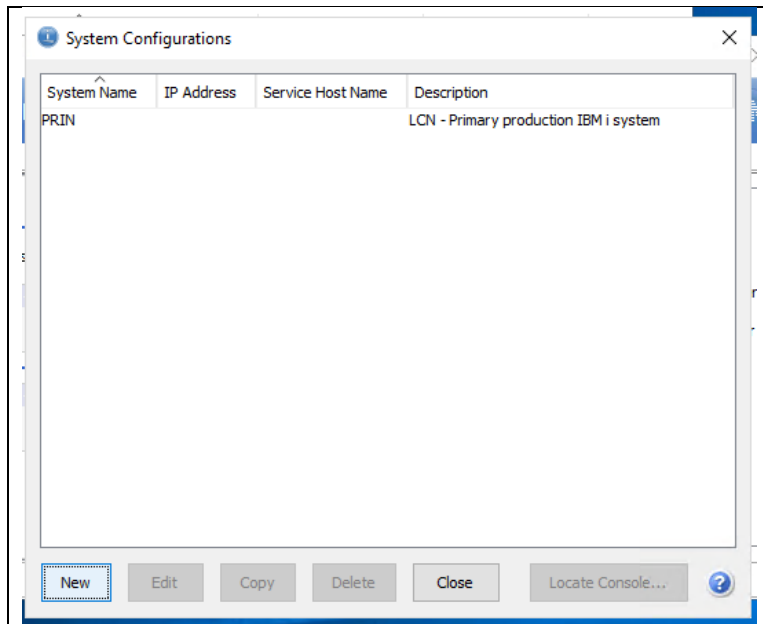 System Configurations
System Name IP Address Service Host Name Description
PRIN LCN - Primary production IBM i system
New Edit Copy Delete Close Locate Console...